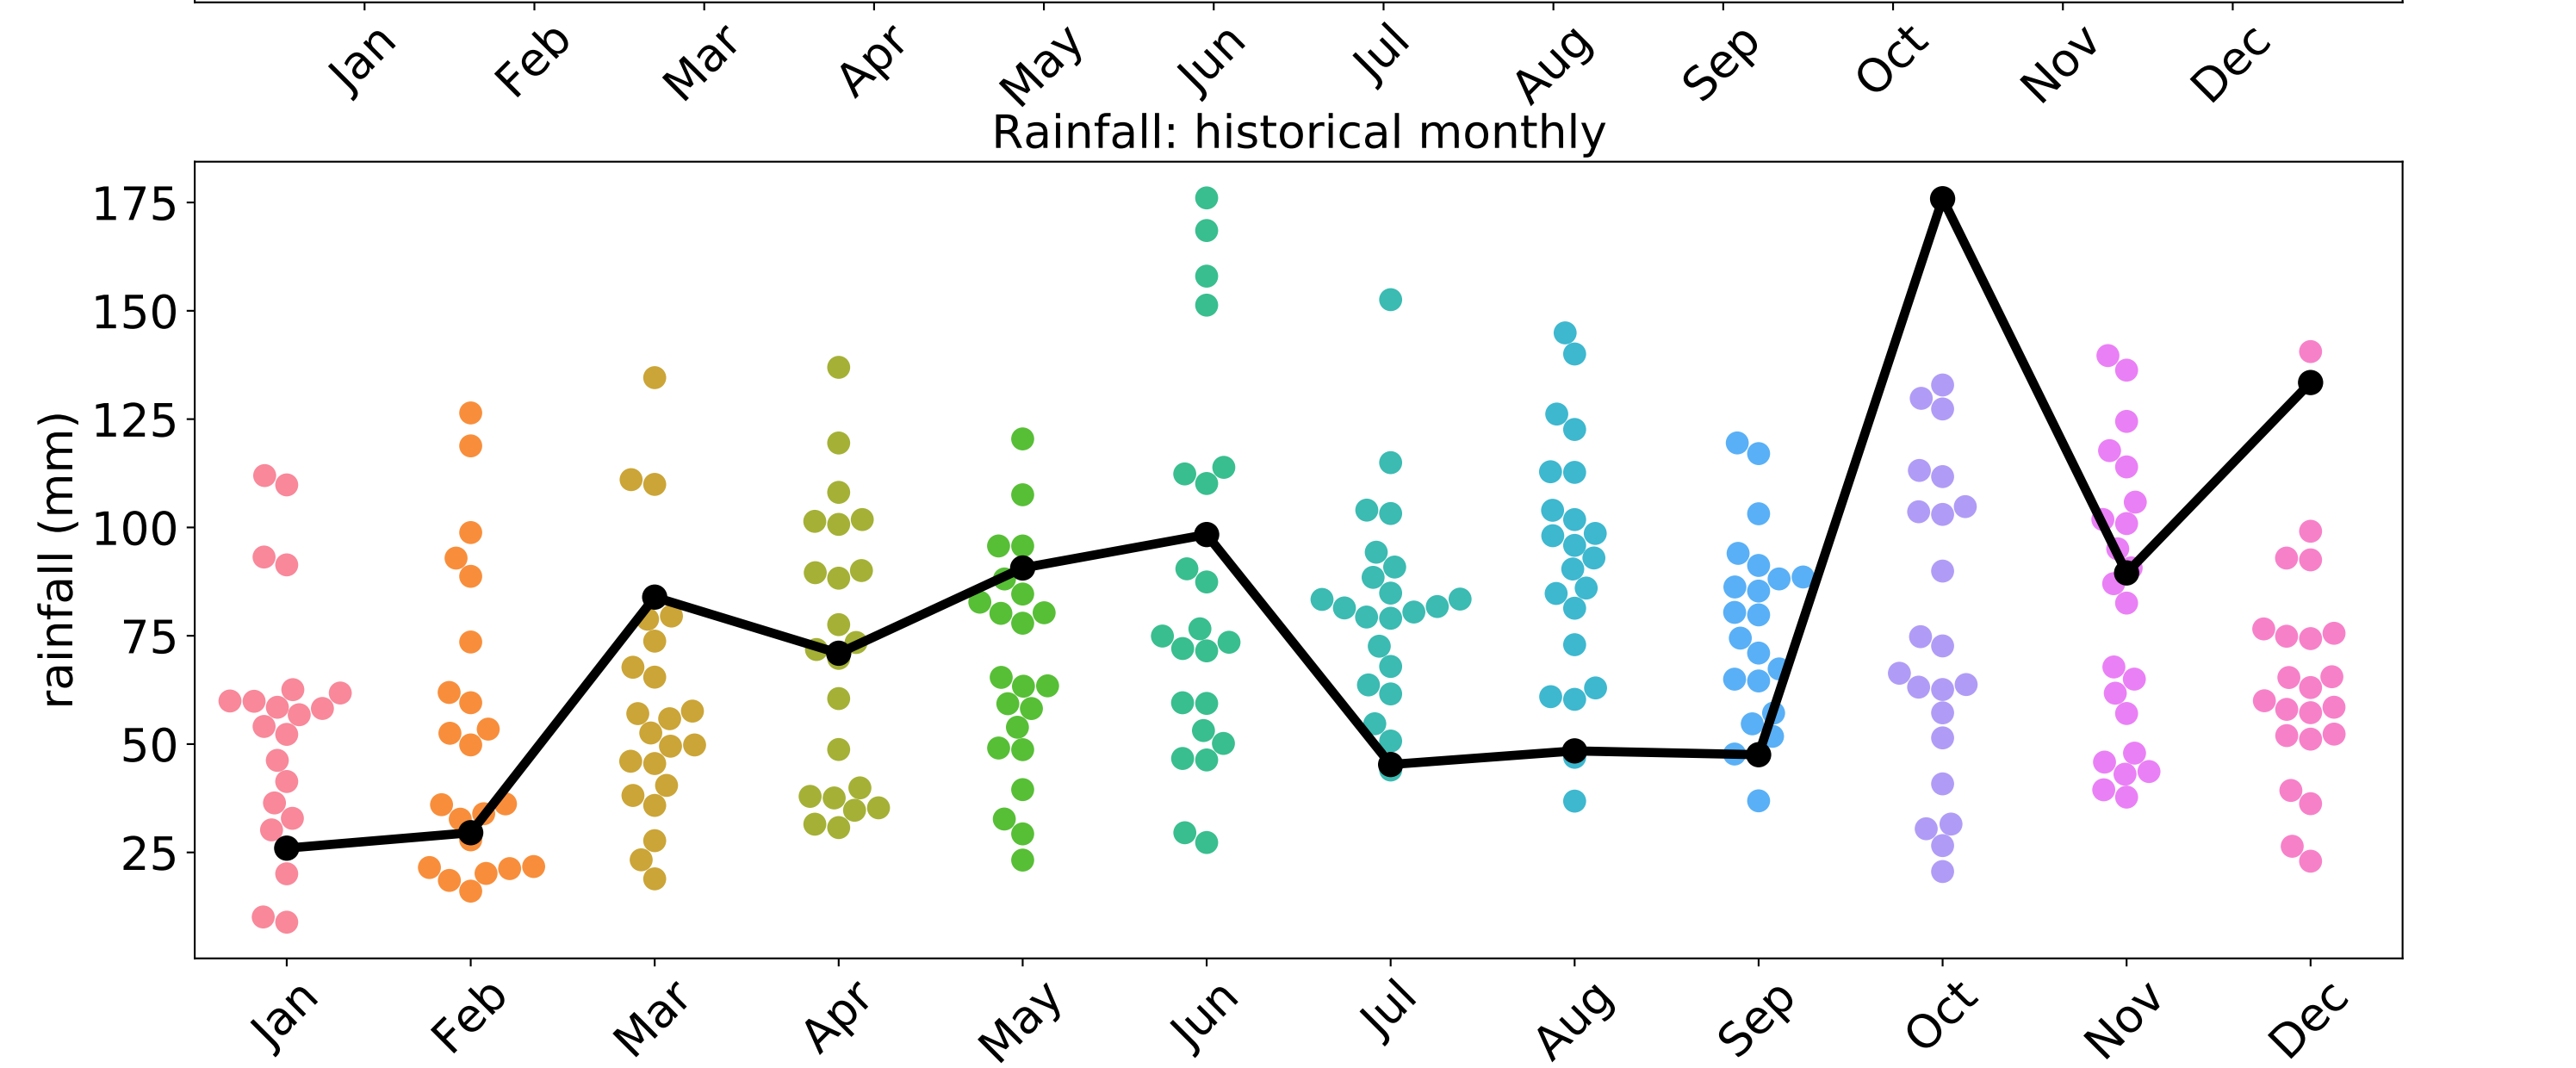 Jan Feb Mar Apr May Jun Jul Aug Sep Oct Nov Dec
Rainfall: historical monthly
175
150
125
100
75
50
25
rainfall (mm)
Jan Feb Mar Apr May Jun Jul Aug Sep Oct Nov Dec